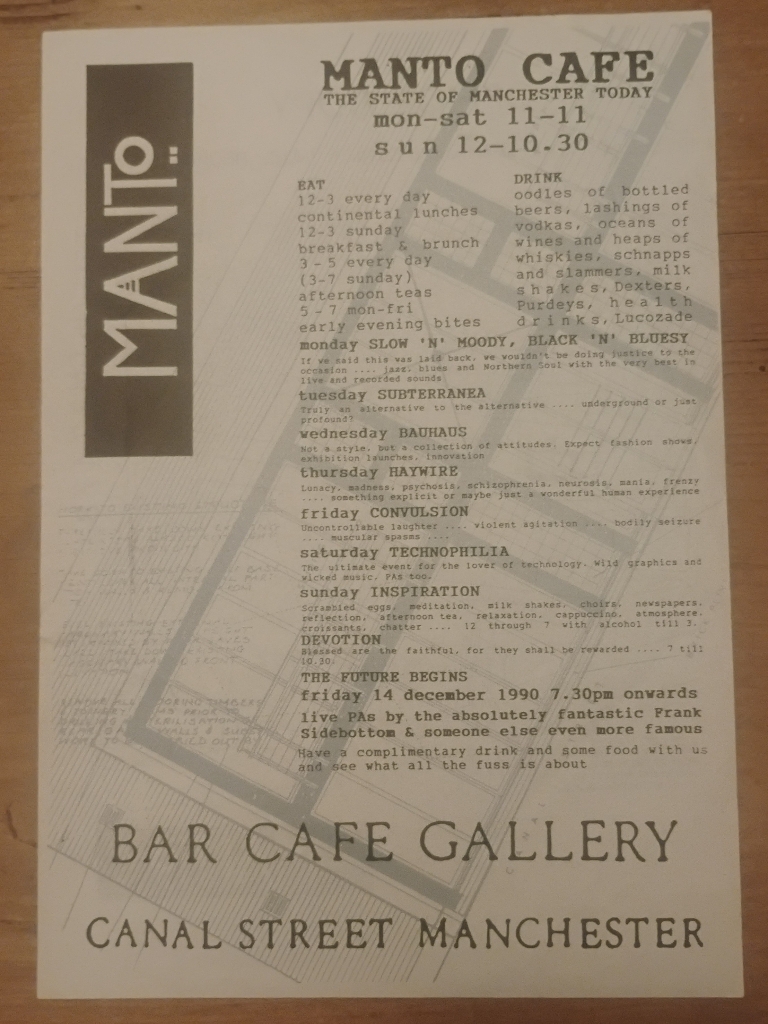 MANTO
MANTO CAFE
THE STATE OF MANCHESTER TODAY
mon-sat 11-11
sun 12-10.30
EAT
12-3 every day
continental lunches
12-3 sunday
breakfast & brunch
3 - 5 every day
(3-7 sunday)
afternoon teas
5 - 7 mon-fri
early evening bites
DRINK
oodles of bottled
beers, lashings of
vodkas, oceans of
wines and heaps of
whiskies, schnapps
and slammers, milk
shakes, Dexters,
Purdeys, health
drinks, Lucozade
monday SLOW 'N' MOODY, BLACK 'N' BLUESY
If we said this was laid back, we wouldn't be doing justice to the
occasion .... jazz, blues and Northern Soul with the very best in
live and recorded sounds
tuesday SUBTERRANEA
Truly an alternative to the alternative .... underground or just
profound?
wednesday BAUHAUS
Not a style, but a collection of attitudes. Expect fashion shows,
exhibition launches, innovation
thursday HAYWIRE
Lunacy, madness, psychosis, schizophrenia, neurosis, mania, frenzy
.... something explicit or maybe just a wonderful human experience
friday CONVULSION
Uncontrollable laughter .... violent agitation .... bodily seizure
.... muscular spasms ....
saturday TECHNOPHILIA
The ultimate event for the lover of technology. Wild graphics and
wicked music. PAs too.
sunday INSPIRATION
Scrambled eggs, meditation, milk shakes, choirs, newspapers,
reflection, afternoon tea, relaxation, cappuccino, atmosphere,
croissants, chatter .... 12 through 7 with alcohol till 3.
DEVOTION
Blessed are the faithful, for they shall be rewarded .... 7 till
10.30.
THE FUTURE BEGINS
friday 14 december 1990 7.30pm onwards
live PAs by the absolutely fantastic Frank
Sidebottom & someone else even more famous
Have a complimentary drink and some food with us
and see what all the fuss is about
BAR CAFE GALLERY
CANAL STREET MANCHESTER